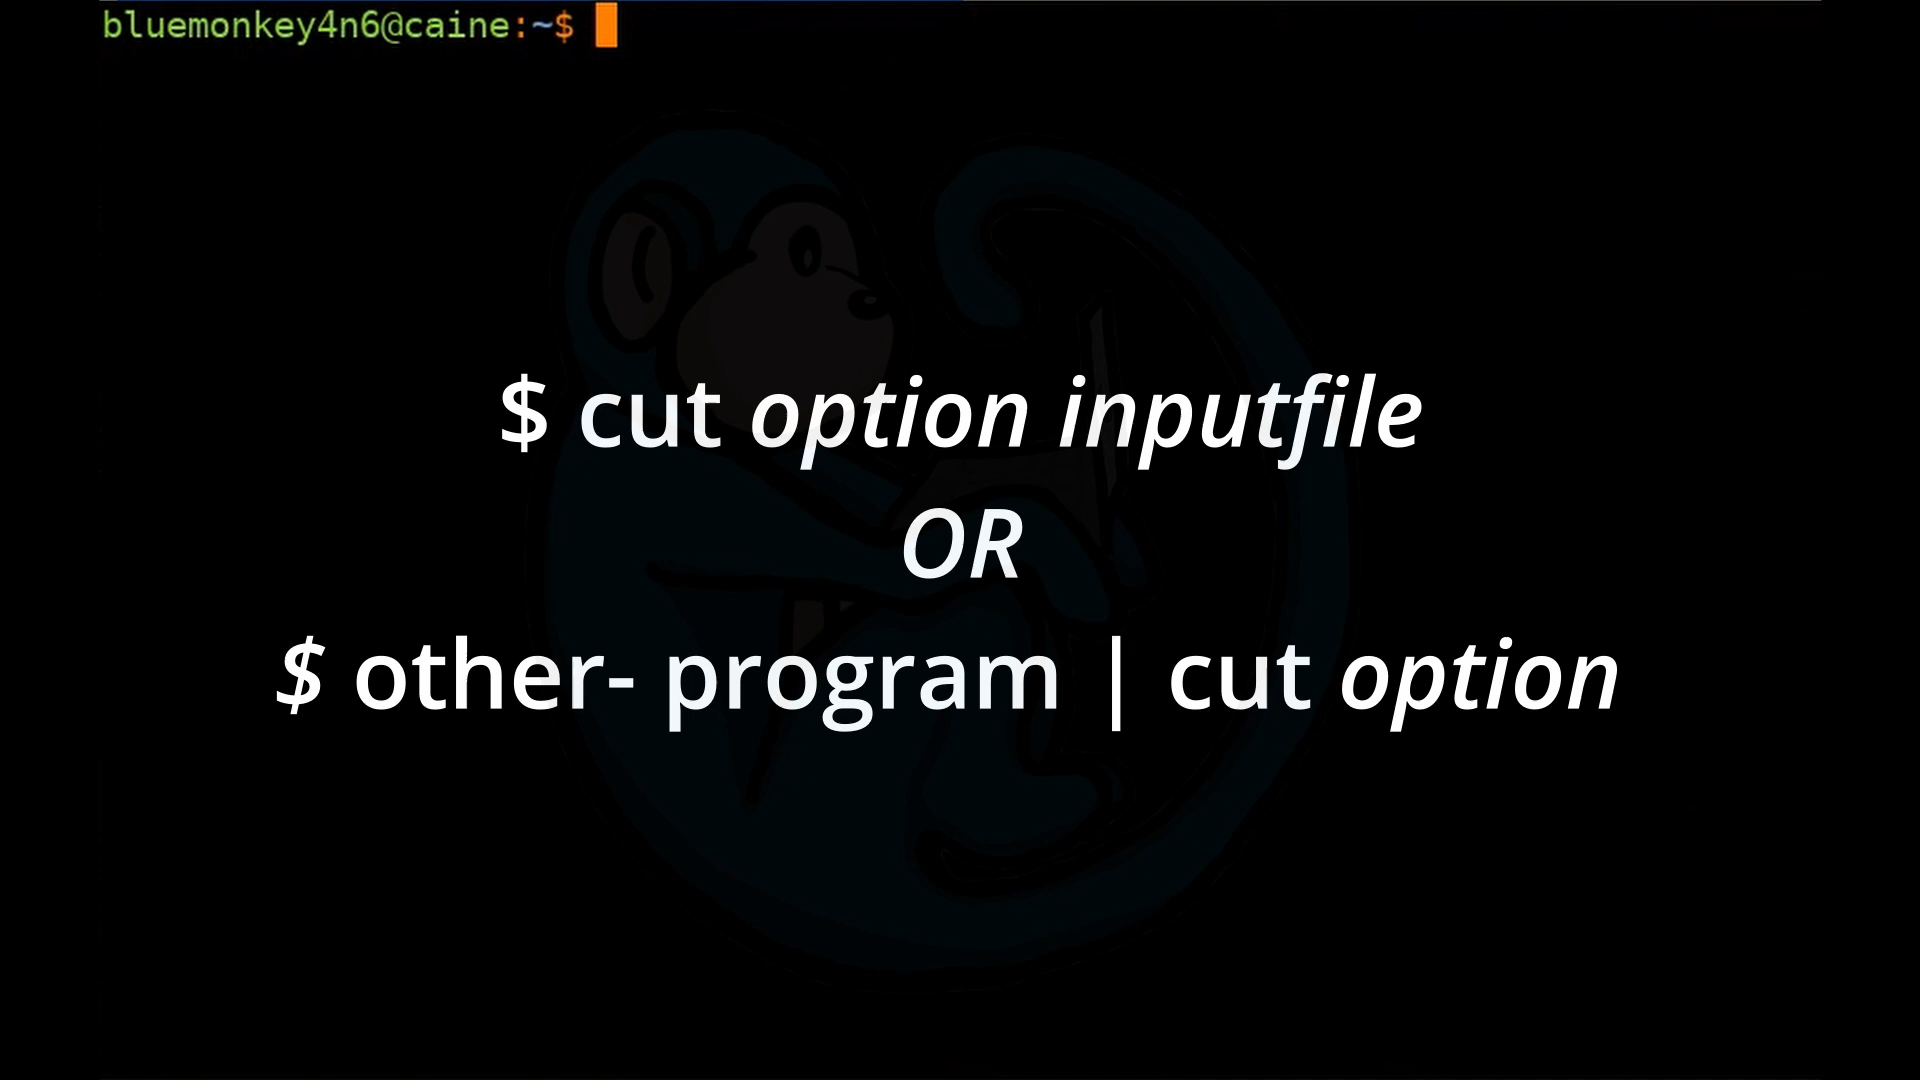 bluemonkey4n6@caine:~$
$ cut option inputfile
OR
$ other- program | cut option